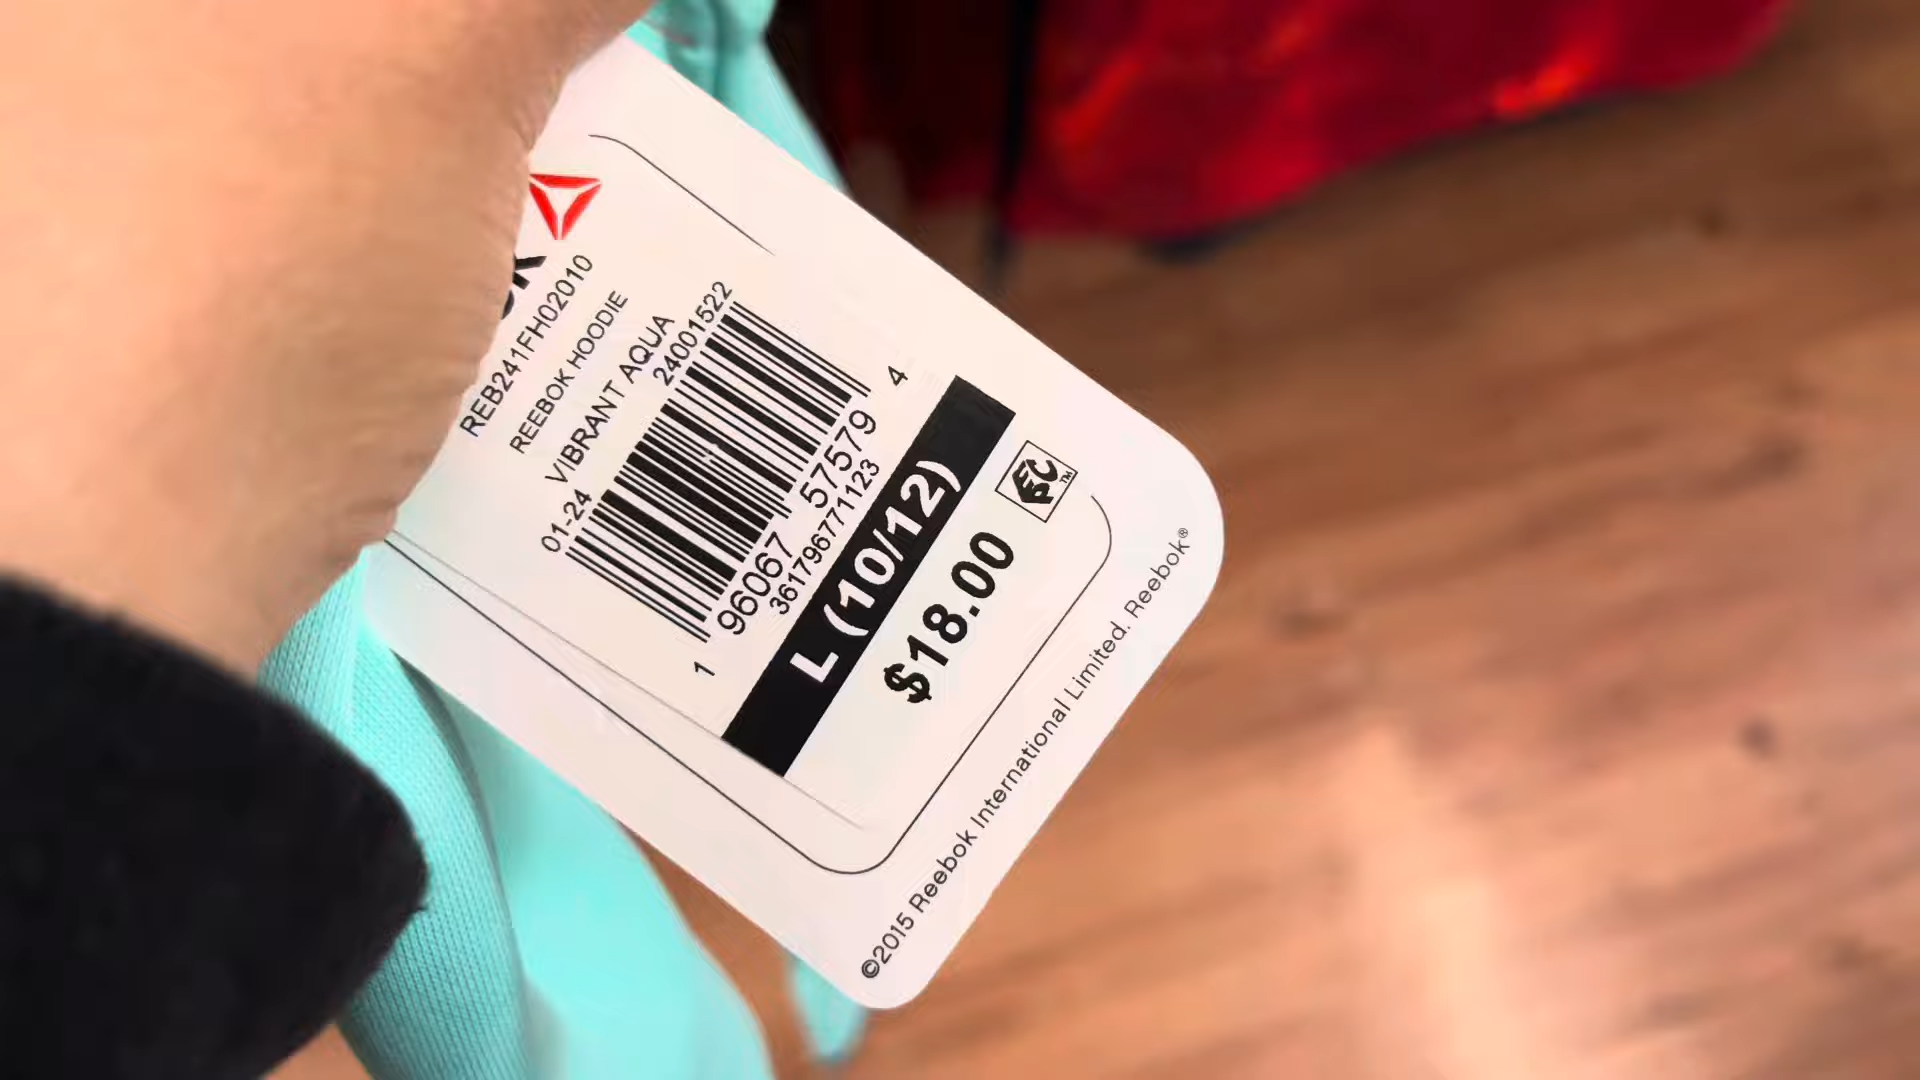 REB241FH02010
REEBOK HOODIE
VIBRANT AQUA
01-24 24001522
1 96067 57579 4
361796771123
L (10/12)
$18.00
EPC™
©2015 Reebok International Limited. Reebok®